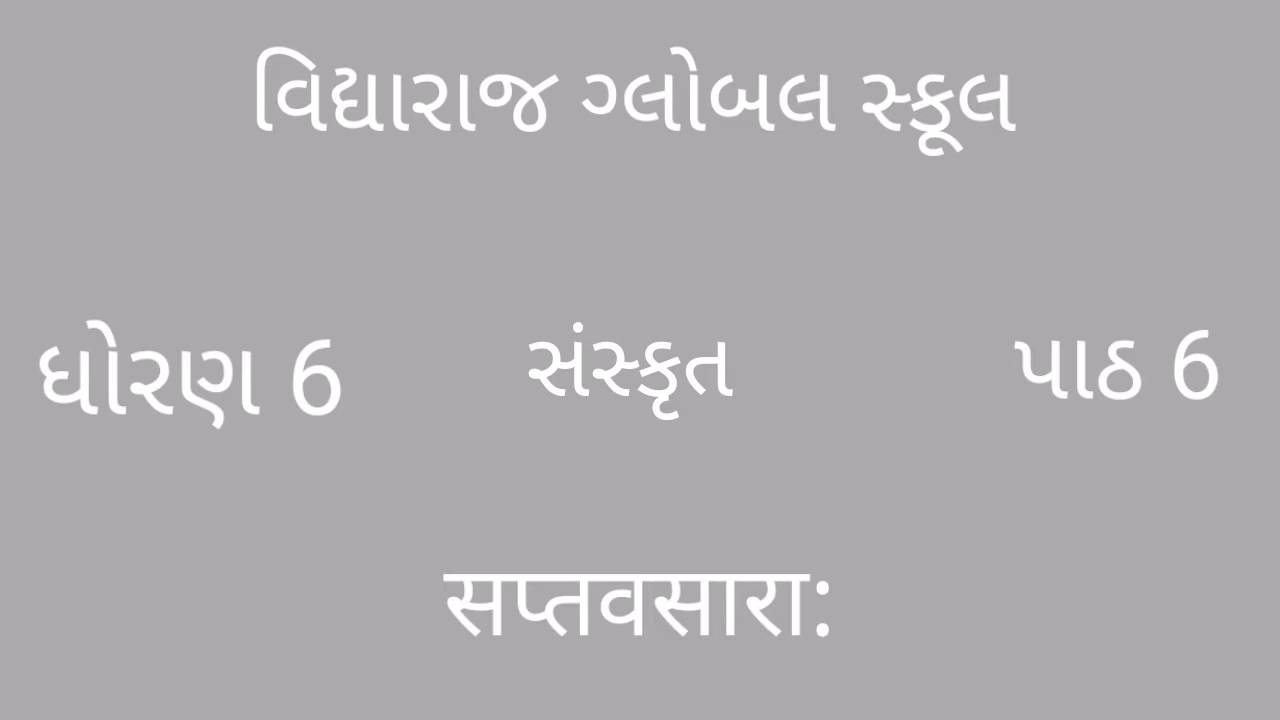 વિદ્યારાજ ગ્લોબલ સ્કૂલ
ધોરણ 6 સંસ્કૃત પાઠ 6
सप्तवसारा: